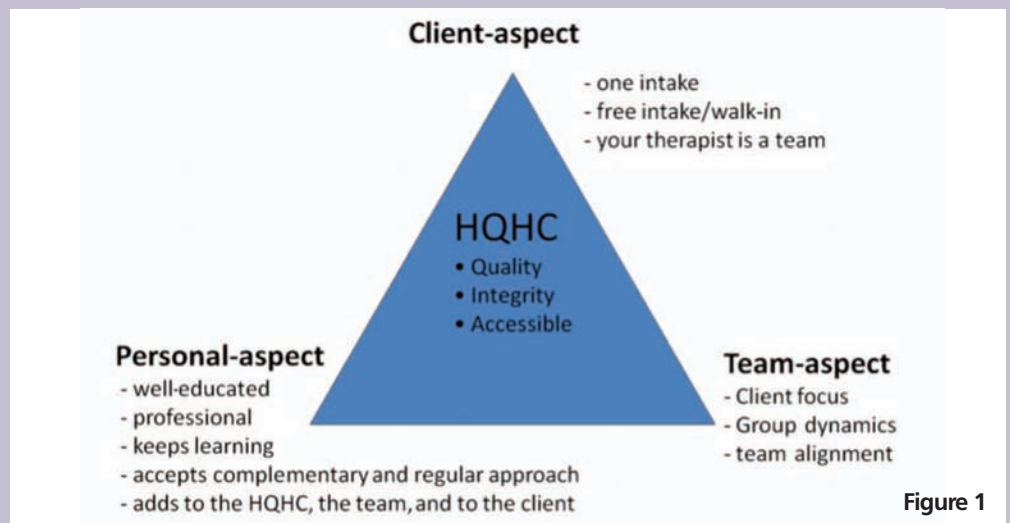 Client-aspect
- one intake
- free intake/walk-in
- your therapist is a team
HQHC
• Quality
• Integrity
• Accessible
Personal-aspect
- well-educated
- professional
- keeps learning
- accepts complementary and regular approach
- adds to the HQHC, the team, and to the client
Team-aspect
- Client focus
- Group dynamics
- team alignment
Figure 1